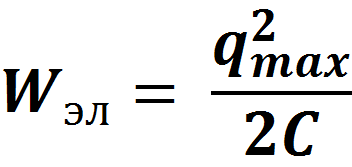 W_эл = q²_max / 2C